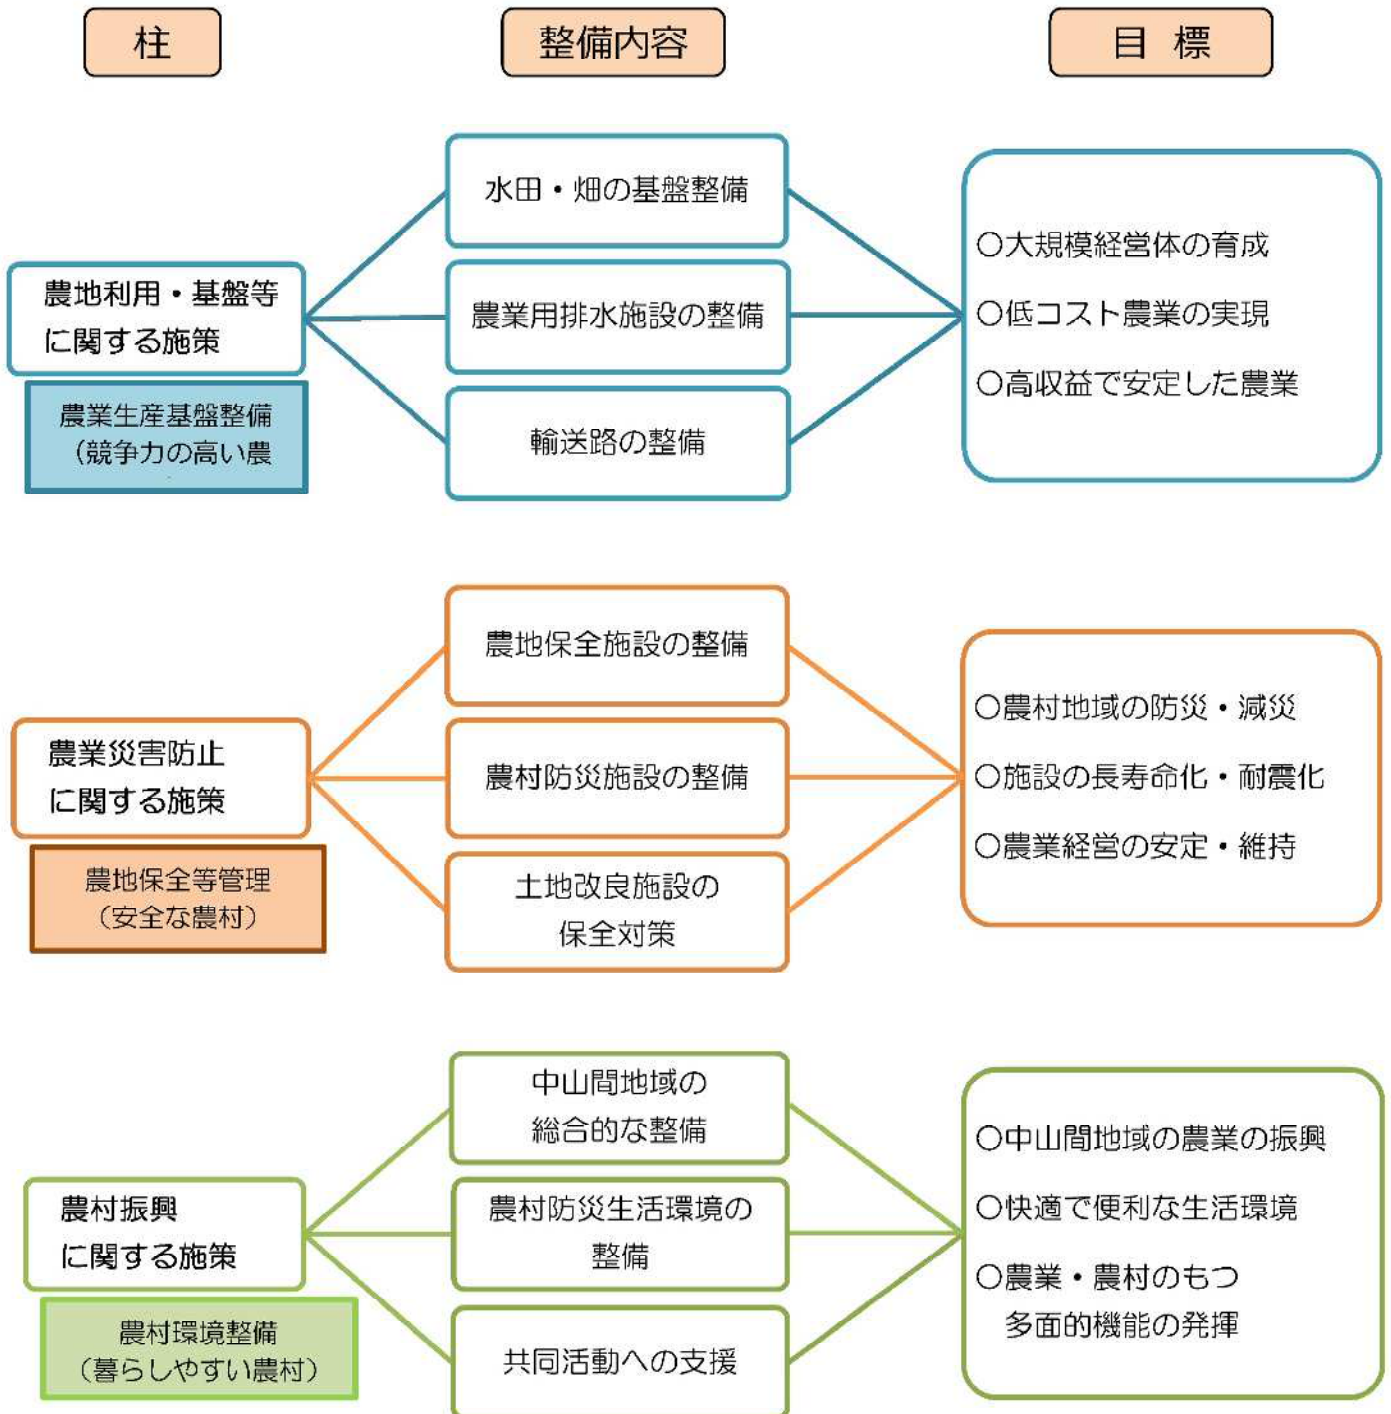 柱
整備内容
目 標
農地利用・基盤等
に関する施策
農業生産基盤整備
（競争力の高い農
水田・畑の基盤整備
農業用排水施設の整備
輸送路の整備
○大規模経営体の育成
○低コスト農業の実現
○高収益で安定した農業
農業災害防止
に関する施策
農地保全等管理
（安全な農村）
農地保全施設の整備
農村防災施設の整備
土地改良施設の
保全対策
○農村地域の防災・減災
○施設の長寿命化・耐震化
○農業経営の安定・維持
農村振興
に関する施策
農村環境整備
（暮らしやすい農村）
中山間地域の
総合的な整備
農村防災生活環境の
整備
共同活動への支援
○中山間地域の農業の振興
○快適で便利な生活環境
○農業・農村のもつ
多面的機能の発揮